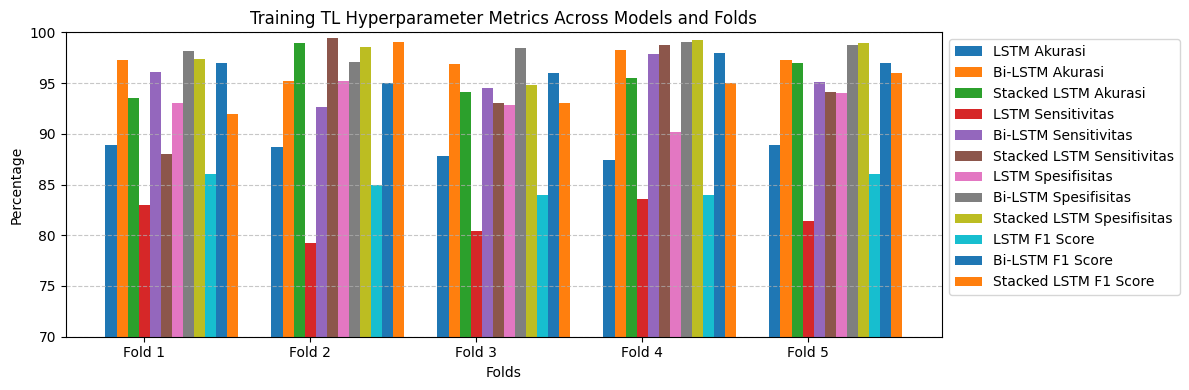 Training TL Hyperparameter Metrics Across Models and Folds
Percentage
100
95
90
85
80
75
70
Fold 1
Fold 2
Fold 3
Fold 4
Fold 5
Folds
LSTM Akurasi
Bi-LSTM Akurasi
Stacked LSTM Akurasi
LSTM Sensitivitas
Bi-LSTM Sensitivitas
Stacked LSTM Sensitivitas
LSTM Spesifisitas
Bi-LSTM Spesifisitas
Stacked LSTM Spesifisitas
LSTM F1 Score
Bi-LSTM F1 Score
Stacked LSTM F1 Score